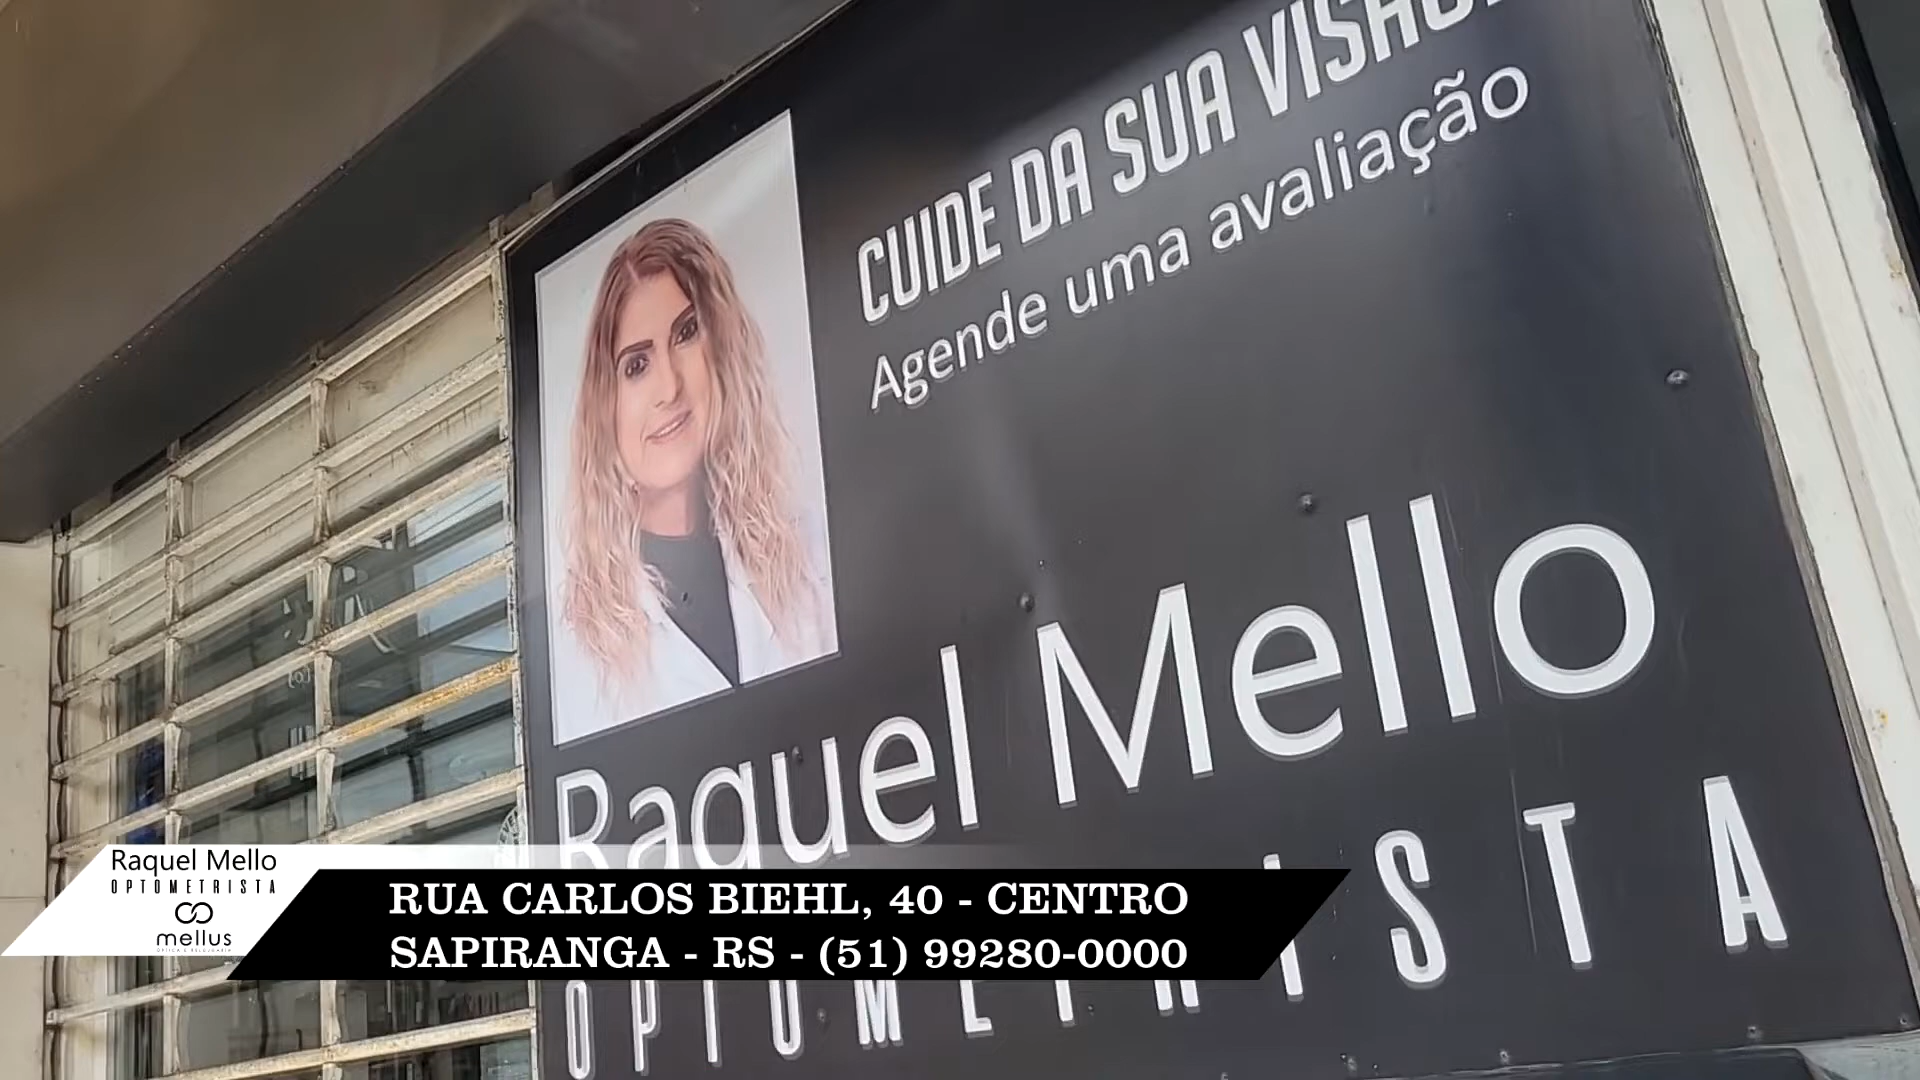 CUIDE DA SUA VISÃO
Agende uma avaliação
Raquel Mello
OPTOMETRISTA
Raquel Mello
OPTOMETRISTA
mellus
RUA CARLOS BIEHL, 40 - CENTRO
SAPIRANGA - RS - (51) 99280-0000